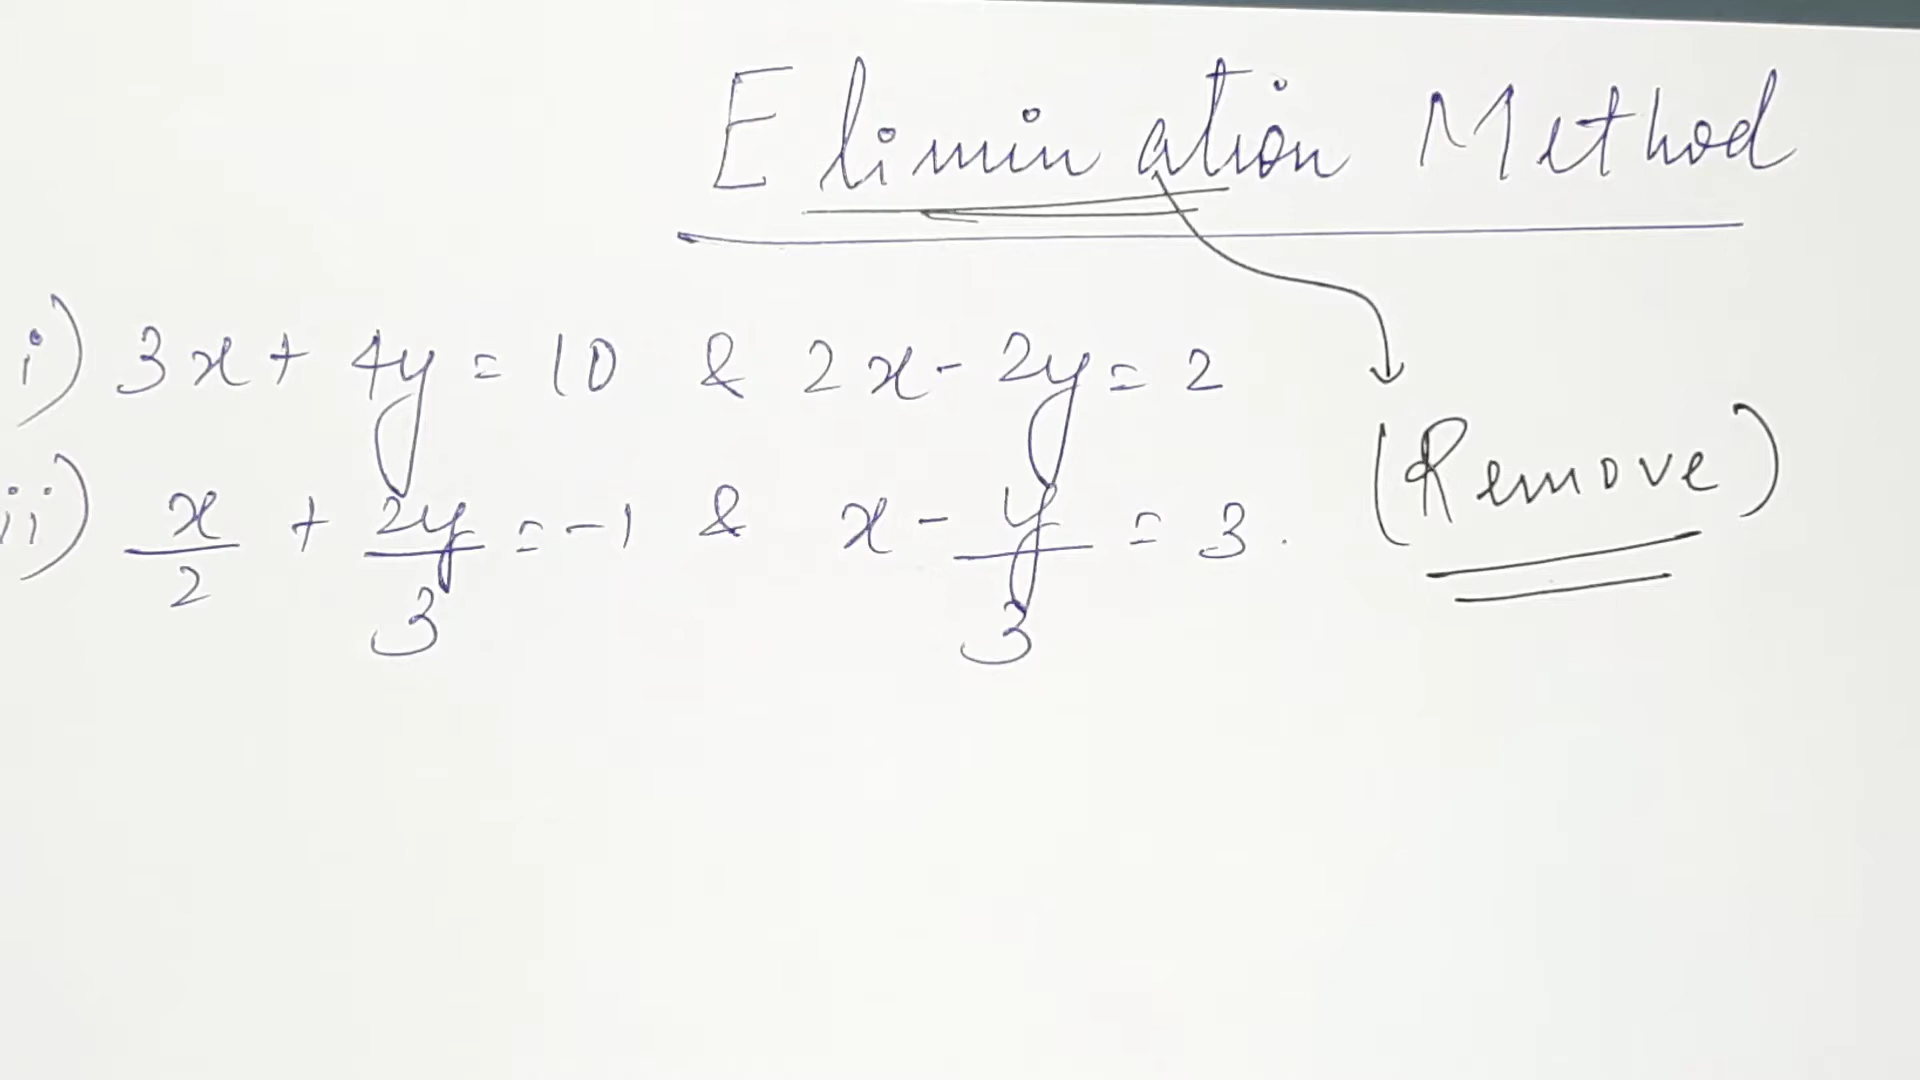 Elimination Method
i) 3x + 4y = 10 & 2x - 2y = 2
(Remove)
ii) x/2 + 2y/3 = -1 & x - y/3 = 3.